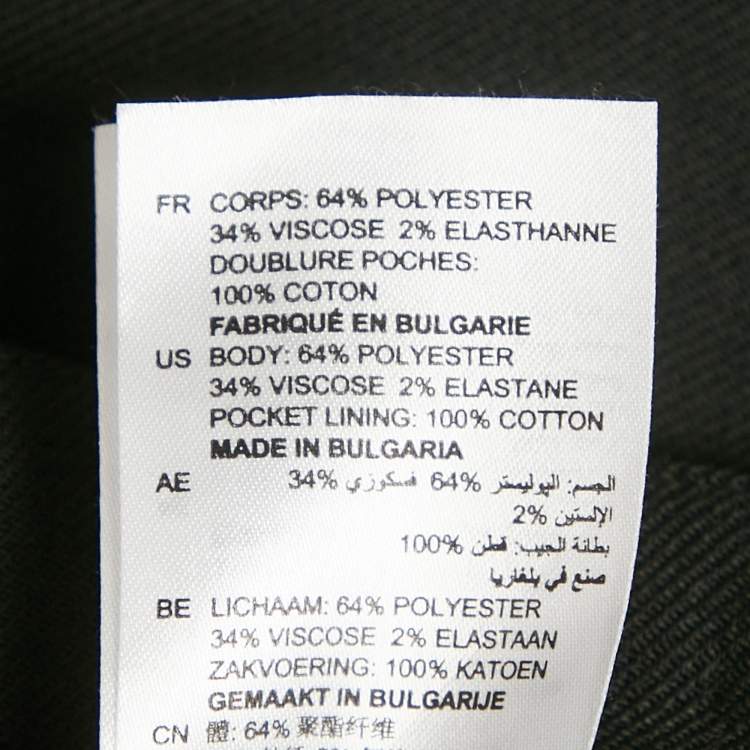 FR CORPS: 64% POLYESTER
34% VISCOSE 2% ELASTHANNE
DOUBLURE POCHES:
100% COTON
FABRIQUÉ EN BULGARIE
US BODY: 64% POLYESTER
34% VISCOSE 2% ELASTANE
POCKET LINING: 100% COTTON
MADE IN BULGARIA
AE الجسم: البوليستر 64% فسكوزي 34%
الإلستين 2%
بطانة الجيب: قطن 100%
صنع في بلغاريا
BE LICHAAM: 64% POLYESTER
34% VISCOSE 2% ELASTAAN
ZAKVOERING: 100% KATOEN
GEMAAKT IN BULGARIJE
CN 體: 64% 聚酯纤维